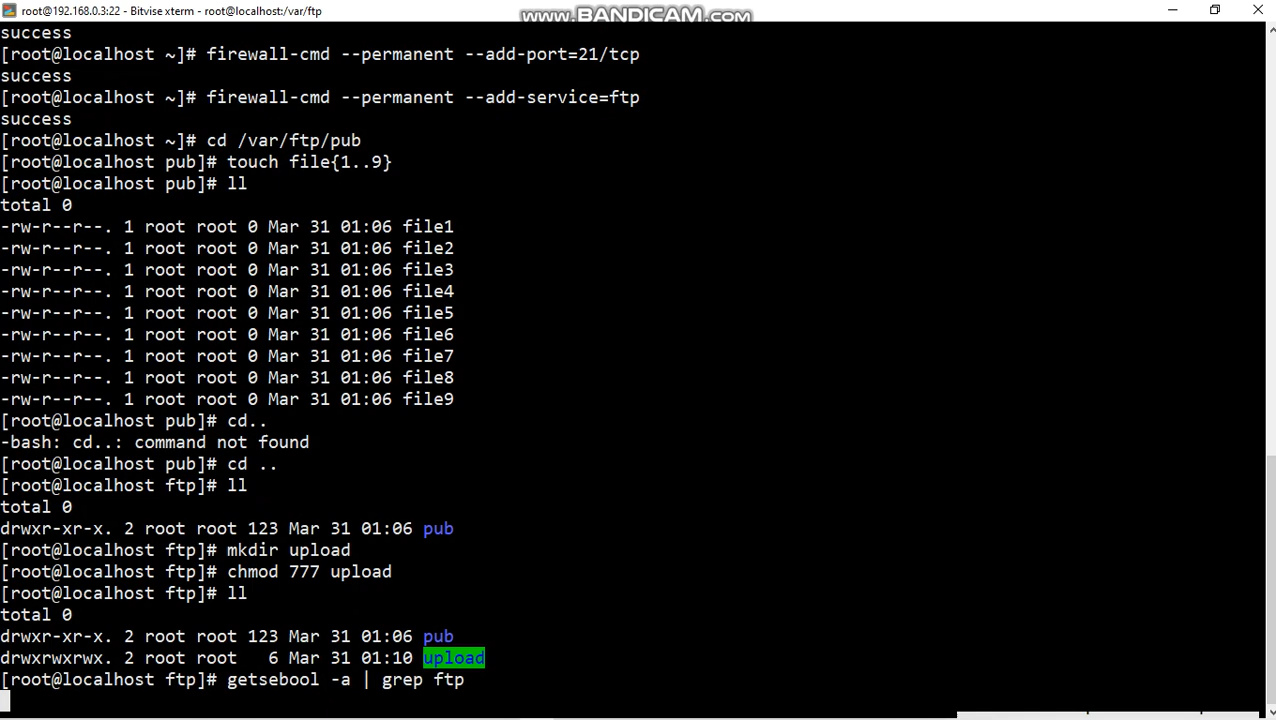 root@192.168.0.3:22 - Bitvise xterm - root@localhost:/var/ftp
www.BANDICAM.com
success
[root@localhost ~]# firewall-cmd --permanent --add-port=21/tcp
success
[root@localhost ~]# firewall-cmd --permanent --add-service=ftp
success
[root@localhost ~]# cd /var/ftp/pub
[root@localhost pub]# touch file{1..9}
[root@localhost pub]# ll
total 0
-rw-r--r--. 1 root root 0 Mar 31 01:06 file1
-rw-r--r--. 1 root root 0 Mar 31 01:06 file2
-rw-r--r--. 1 root root 0 Mar 31 01:06 file3
-rw-r--r--. 1 root root 0 Mar 31 01:06 file4
-rw-r--r--. 1 root root 0 Mar 31 01:06 file5
-rw-r--r--. 1 root root 0 Mar 31 01:06 file6
-rw-r--r--. 1 root root 0 Mar 31 01:06 file7
-rw-r--r--. 1 root root 0 Mar 31 01:06 file8
-rw-r--r--. 1 root root 0 Mar 31 01:06 file9
[root@localhost pub]# cd..
-bash: cd..: command not found
[root@localhost pub]# cd ..
[root@localhost ftp]# ll
total 0
drwxr-xr-x. 2 root root 123 Mar 31 01:06 pub
[root@localhost ftp]# mkdir upload
[root@localhost ftp]# chmod 777 upload
[root@localhost ftp]# ll
total 0
drwxr-xr-x. 2 root root 123 Mar 31 01:06 pub
drwxrwxrwx. 2 root root   6 Mar 31 01:10 upload
[root@localhost ftp]# getsebool -a | grep ftp